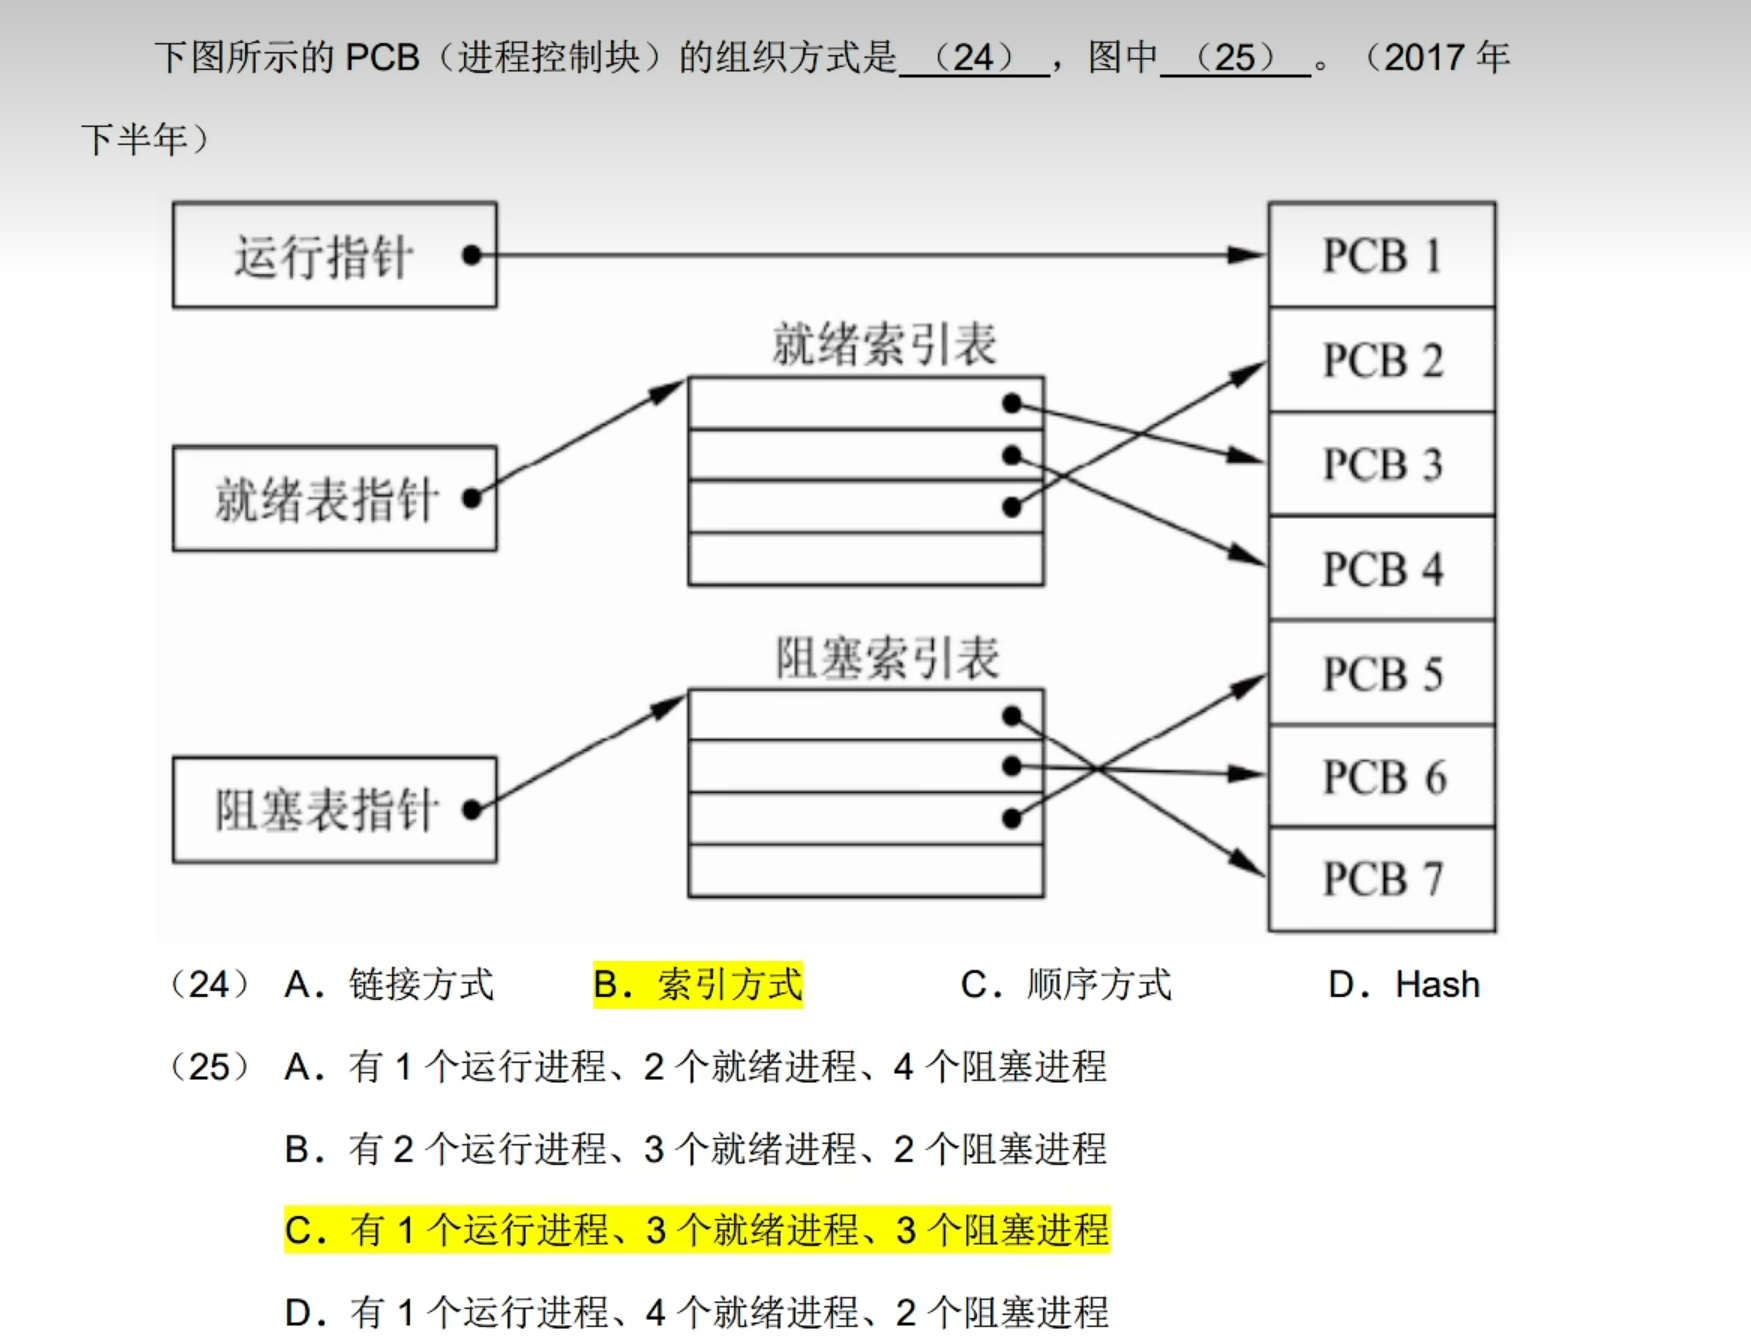 下图所示的 PCB（进程控制块）的组织方式是 （24） ，图中 （25） 。（2017 年
下半年）
运行指针
PCB 1
就绪索引表
PCB 2
PCB 3
就绪表指针
PCB 4
阻塞索引表
PCB 5
PCB 6
阻塞表指针
PCB 7
（24） A．链接方式 B．索引方式 C．顺序方式 D．Hash
（25） A．有 1 个运行进程、2 个就绪进程、4 个阻塞进程
B．有 2 个运行进程、3 个就绪进程、2 个阻塞进程
C．有 1 个运行进程、3 个就绪进程、3 个阻塞进程
D．有 1 个运行进程、4 个就绪进程、2 个阻塞进程